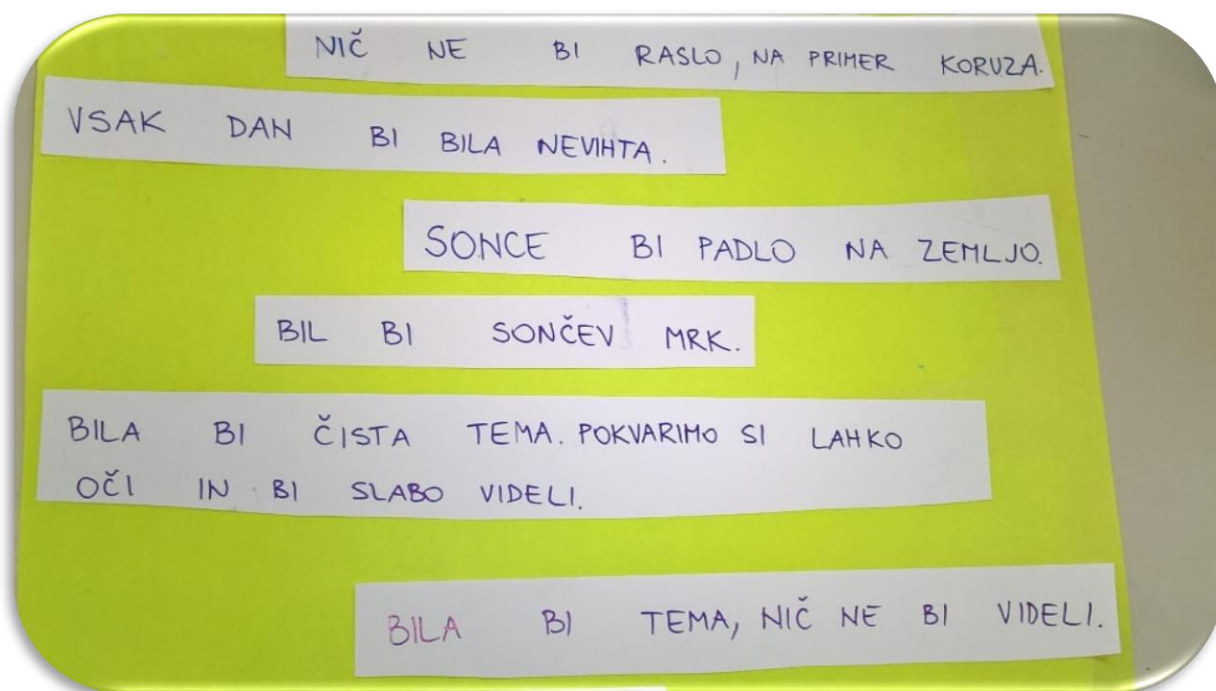 NIČ NE BI RASLO, NA PRIMER KORUZA.
VSAK DAN BI BILA NEVIHTA.
SONCE BI PADLO NA ZEMLJO.
BIL BI SONČEV MRK.
BILA BI ČISTA TEMA. POKVARIMO SI LAHKO
OČI IN BI SLABO VIDELI.
BILA BI TEMA, NIČ NE BI VIDELI.